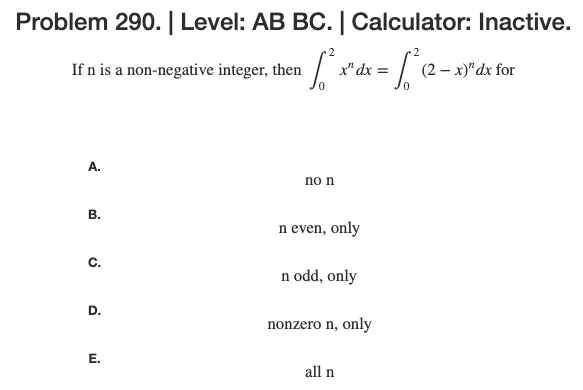 Problem 290. | Level: AB BC. | Calculator: Inactive.
If n is a non-negative integer, then ∫₀² xⁿ dx = ∫₀² (2 – x)ⁿ dx for
A.
no n
B.
n even, only
C.
n odd, only
D.
nonzero n, only
E.
all n